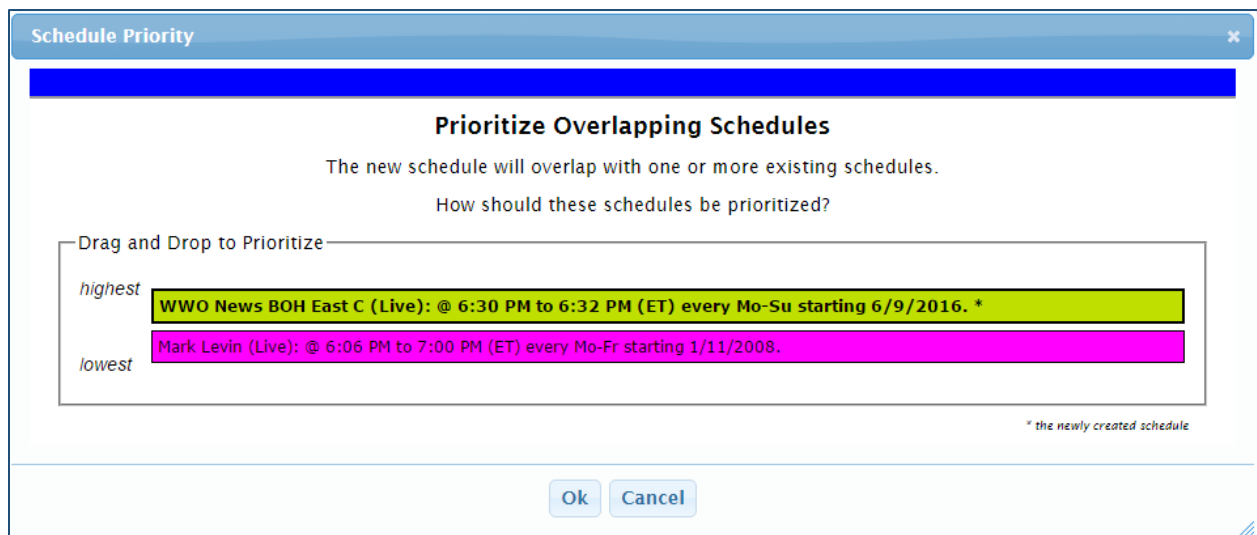 Schedule Priority
Prioritize Overlapping Schedules
The new schedule will overlap with one or more existing schedules.
How should these schedules be prioritized?
Drag and Drop to Prioritize
highest
WWO News BOH East C (Live): @ 6:30 PM to 6:32 PM (ET) every Mo-Su starting 6/9/2016. *
Mark Levin (Live): @ 6:06 PM to 7:00 PM (ET) every Mo-Fr starting 1/11/2008.
lowest
* the newly created schedule
Ok Cancel